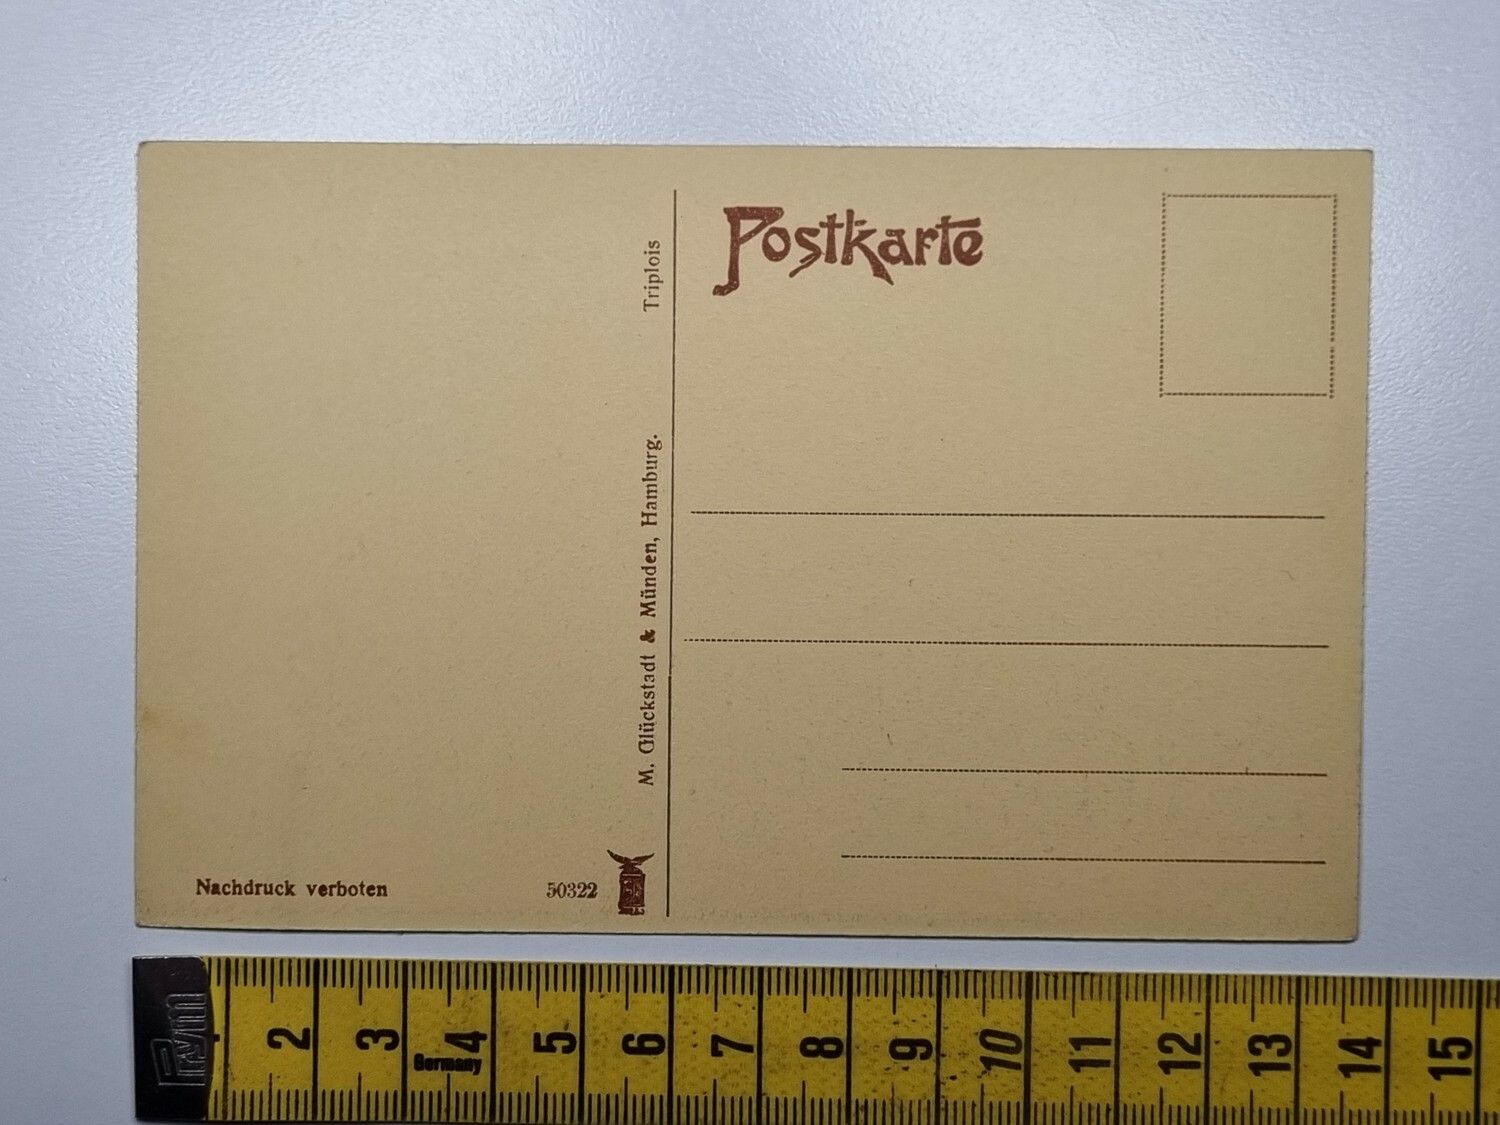 Postkarte
Triplois
M. Glückstadt & Münden, Hamburg.
Nachdruck verboten
50322
Prym
2 3 4 5 6 7 8 9 10 11 12 13 14 15
Germany